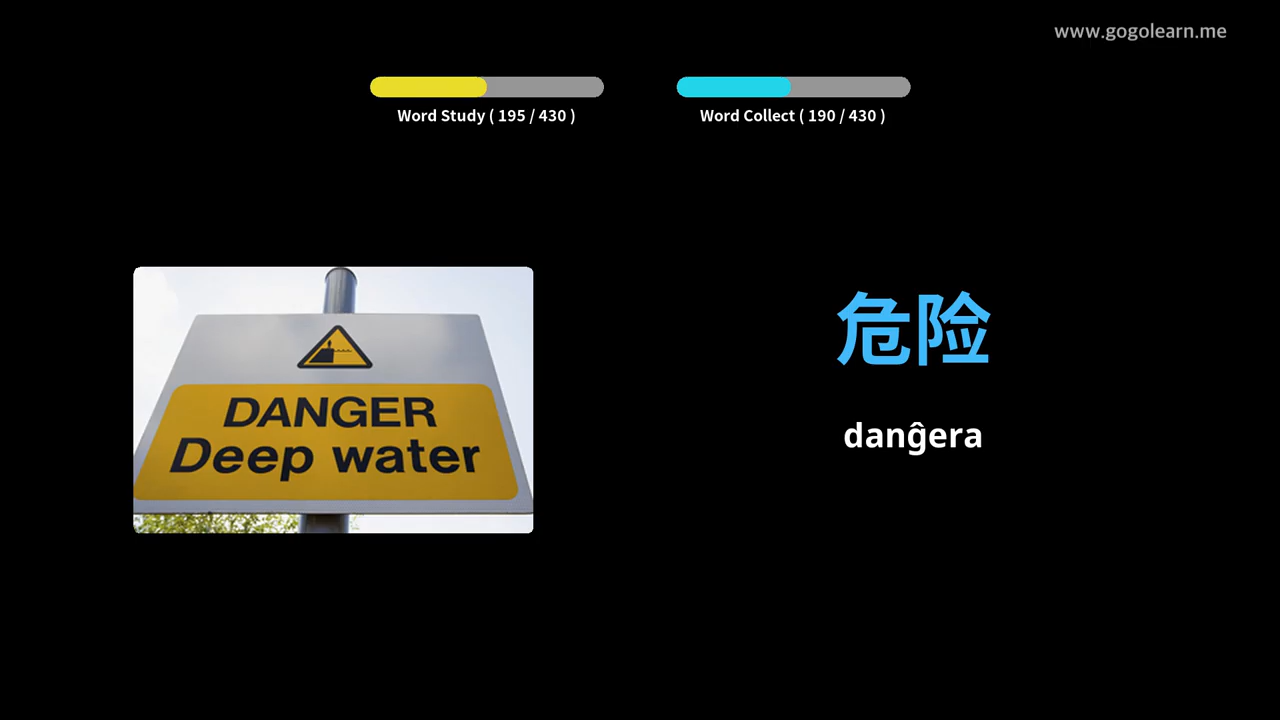 www.gogolearn.me
Word Study ( 195 / 430 )
Word Collect ( 190 / 430 )
DANGER
Deep water
危险
danĝera